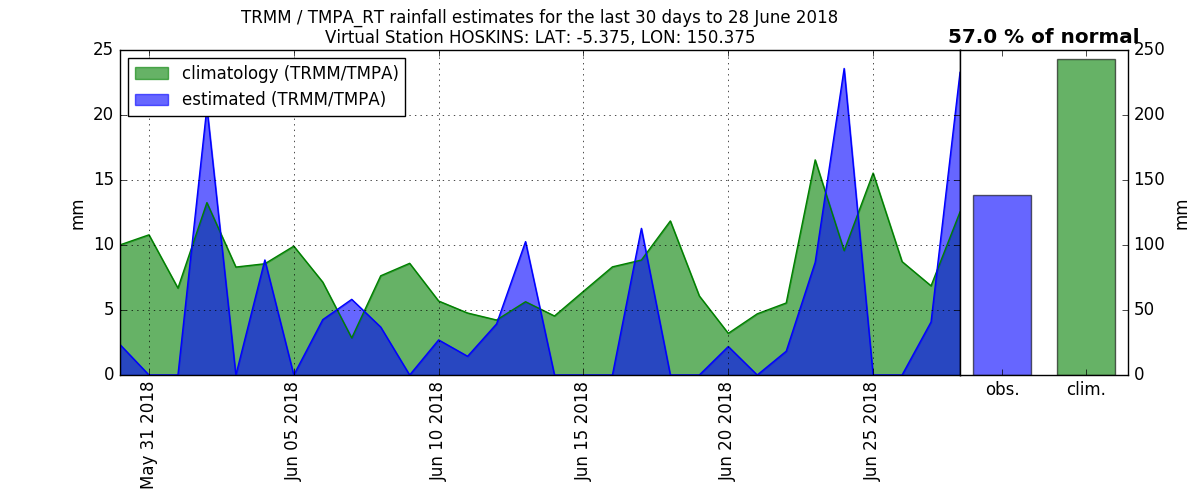 TRMM / TMPA_RT rainfall estimates for the last 30 days to 28 June 2018
Virtual Station HOSKINS: LAT: -5.375, LON: 150.375
57.0 % of normal
climatology (TRMM/TMPA)
estimated (TRMM/TMPA)
25
20
15
10
5
0
mm
250
200
150
100
50
0
mm
May 31 2018
Jun 05 2018
Jun 10 2018
Jun 15 2018
Jun 20 2018
Jun 25 2018
obs.
clim.